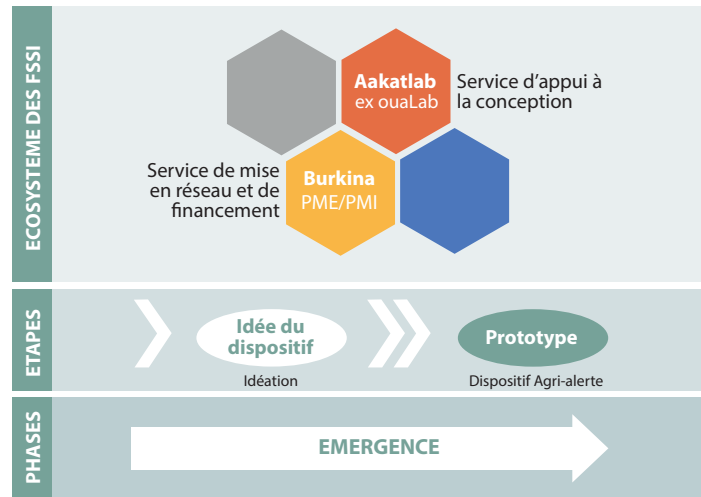 ECOSYSTEME DES FSSI
Aakatlab
ex ouaLab
Service d'appui à
la conception
Service de mise
en réseau et de
financement
Burkina
PME/PMI
ETAPES
Idée du
dispositif
Idéation
Prototype
Dispositif Agri-alerte
PHASES
EMERGENCE